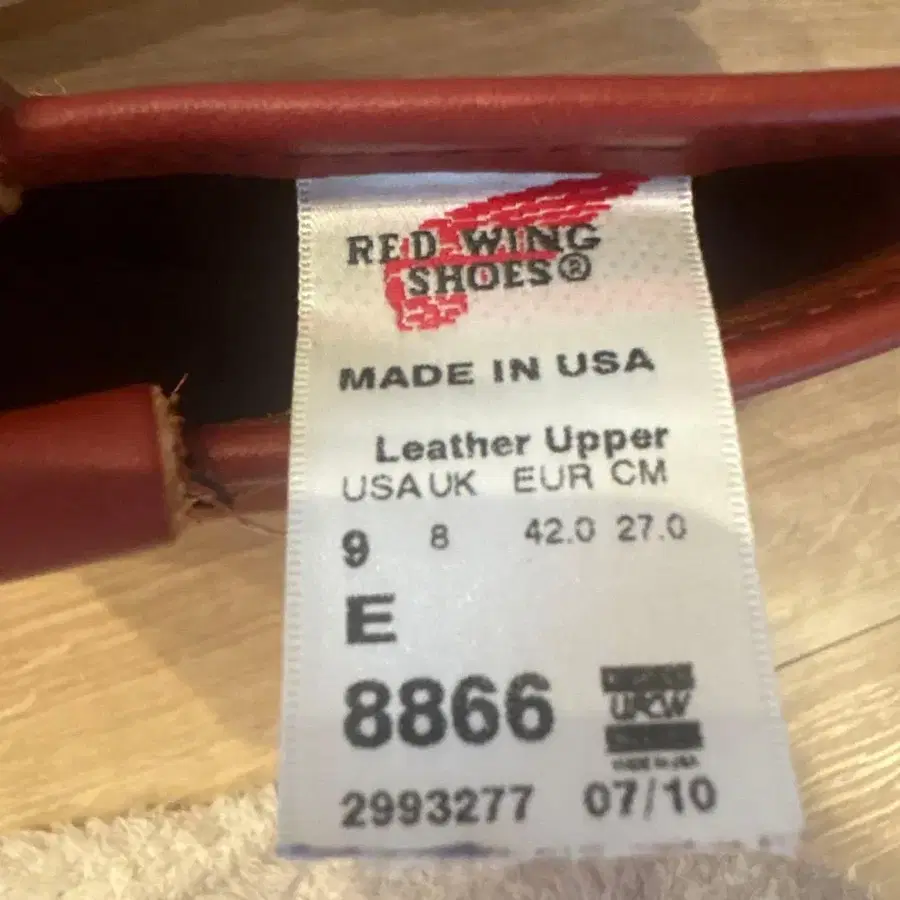 RED WING
SHOES®
MADE IN USA
Leather Upper
USA UK EUR CM
9 8 42.0 27.0
E
8866
2993277 07/10